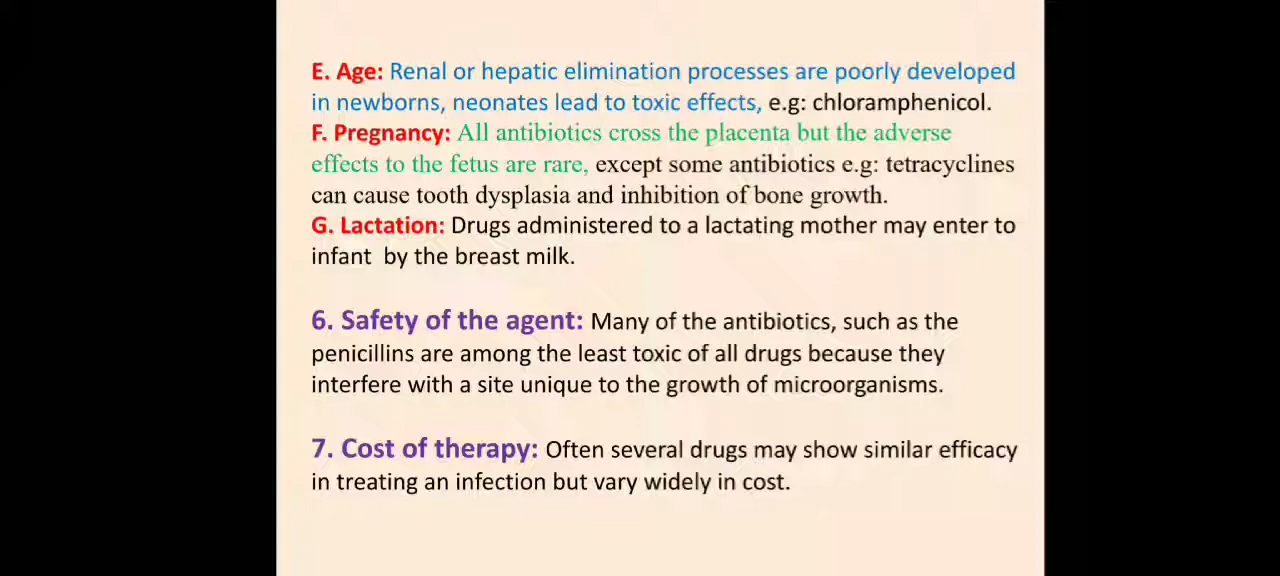 E. Age: Renal or hepatic elimination processes are poorly developed
in newborns, neonates lead to toxic effects, e.g: chloramphenicol.
F. Pregnancy: All antibiotics cross the placenta but the adverse
effects to the fetus are rare, except some antibiotics e.g: tetracyclines
can cause tooth dysplasia and inhibition of bone growth.
G. Lactation: Drugs administered to a lactating mother may enter to
infant by the breast milk.
6. Safety of the agent: Many of the antibiotics, such as the
penicillins are among the least toxic of all drugs because they
interfere with a site unique to the growth of microorganisms.
7. Cost of therapy: Often several drugs may show similar efficacy
in treating an infection but vary widely in cost.